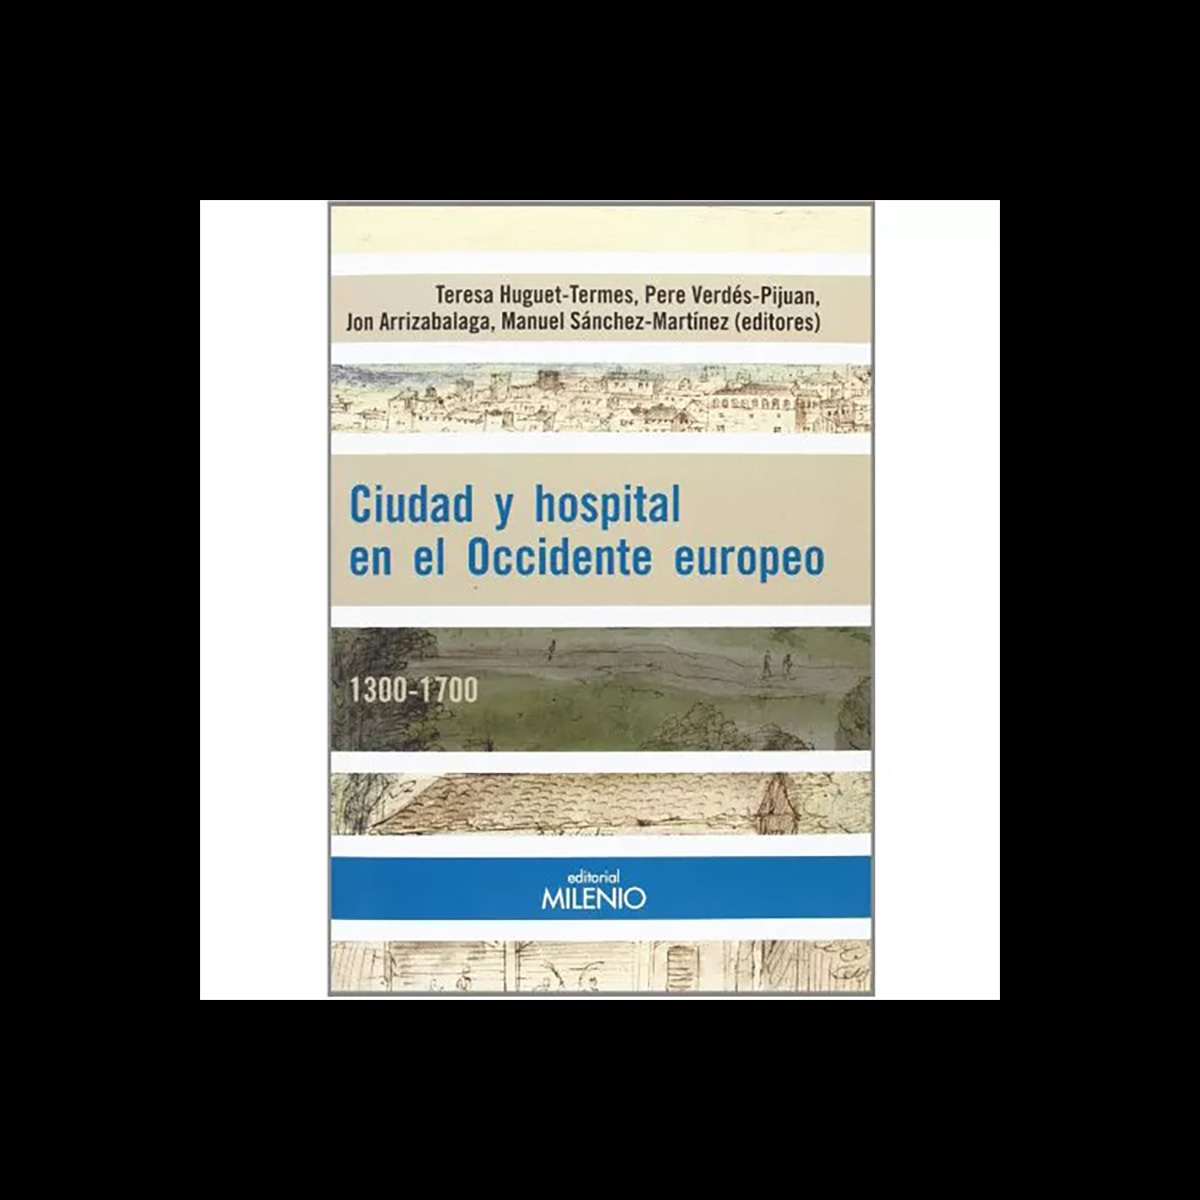 Teresa Huguet-Termes, Pere Verdés-Pijuan,
Jon Arrizabalaga, Manuel Sánchez-Martínez (editores)
Ciudad y hospital
en el Occidente europeo
1300-1700
editorial
MILENIO